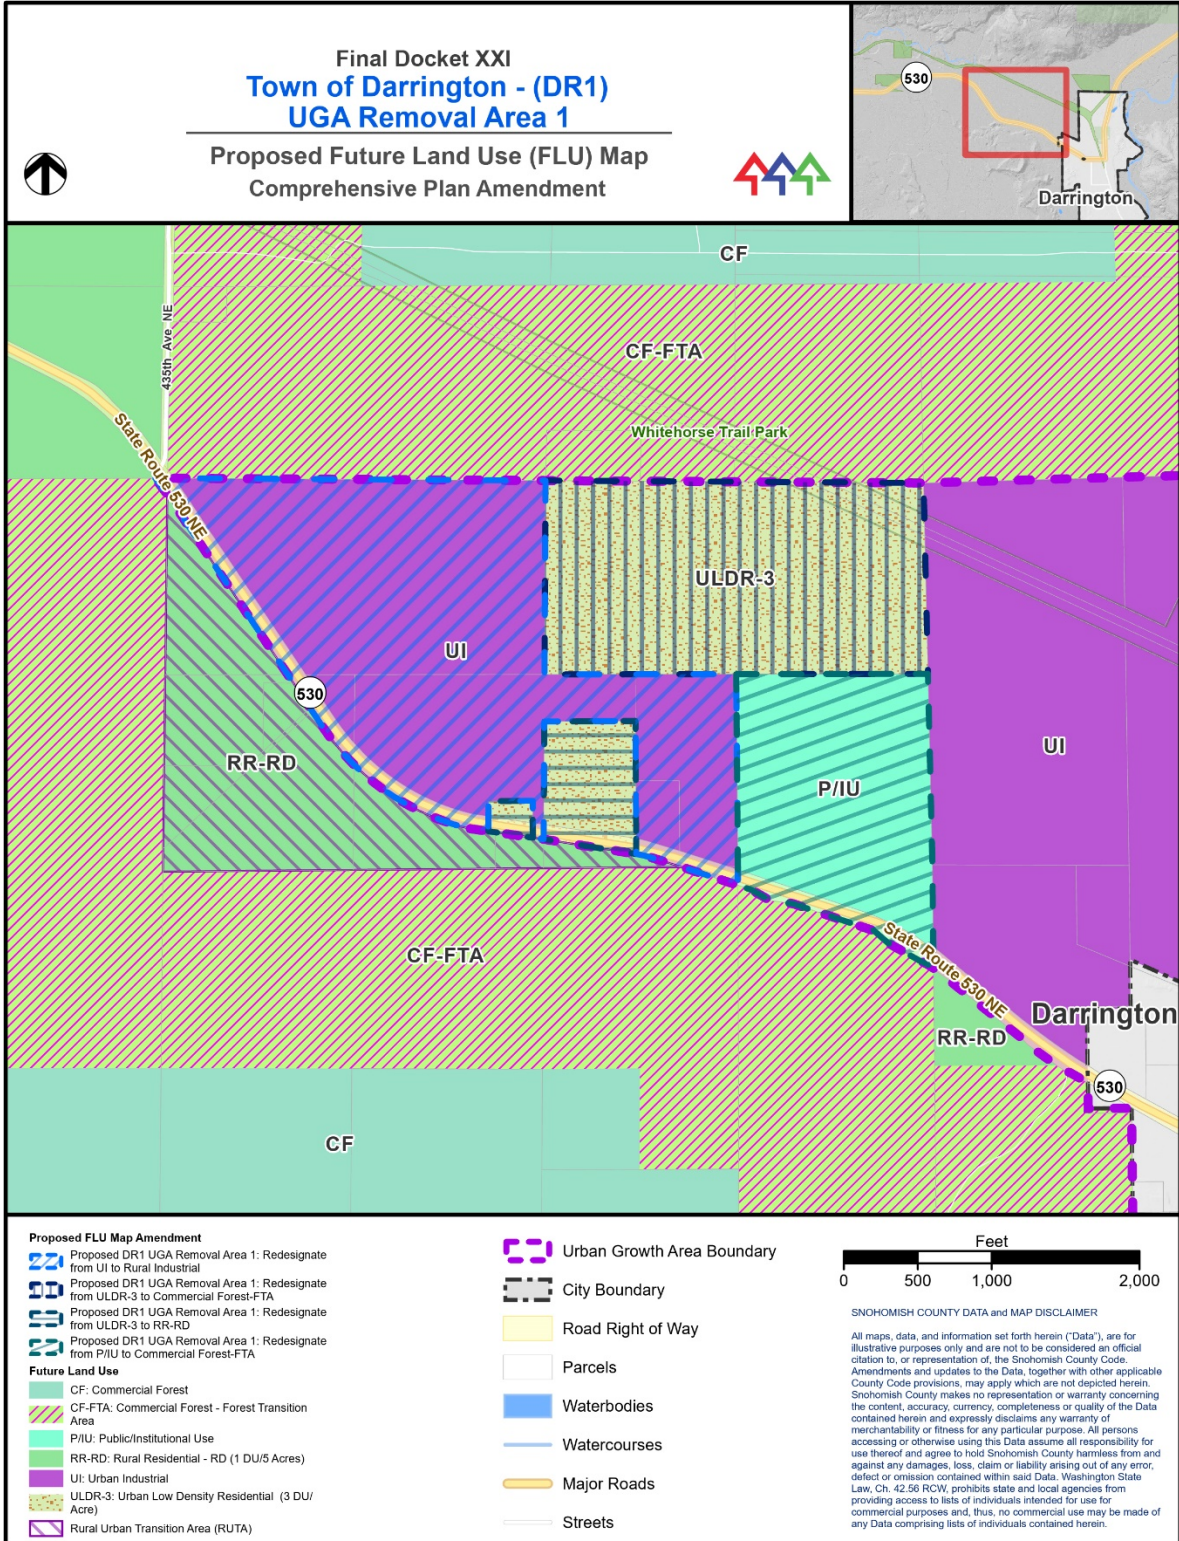 Final Docket XXI
Town of Darrington - (DR1)
UGA Removal Area 1
Proposed Future Land Use (FLU) Map
Comprehensive Plan Amendment
530
Darrington
CF
435th Ave NE
CF-FTA
Whitehorse Trail Park
State Route 530 NE
ULDR-3
UI
530
RR-RD
UI
P/IU
CF-FTA
State Route 530 NE
Darrington
RR-RD
530
CF
Proposed FLU Map Amendment
Proposed DR1 UGA Removal Area 1: Redesignate
from UI to Rural Industrial
Proposed DR1 UGA Removal Area 1: Redesignate
from ULDR-3 to Commercial Forest-FTA
Proposed DR1 UGA Removal Area 1: Redesignate
from ULDR-3 to RR-RD
Proposed DR1 UGA Removal Area 1: Redesignate
from P/IU to Commercial Forest-FTA
Future Land Use
CF: Commercial Forest
CF-FTA: Commercial Forest - Forest Transition
Area
P/IU: Public/Institutional Use
RR-RD: Rural Residential - RD (1 DU/5 Acres)
UI: Urban Industrial
ULDR-3: Urban Low Density Residential (3 DU/
Acre)
Rural Urban Transition Area (RUTA)
Urban Growth Area Boundary
City Boundary
Road Right of Way
Parcels
Waterbodies
Watercourses
Major Roads
Streets
Feet
0 500 1,000 2,000
SNOHOMISH COUNTY DATA and MAP DISCLAIMER
All maps, data, and information set forth herein ("Data"), are for
illustrative purposes only and are not to be considered an official
citation to, or representation of, the Snohomish County Code.
Amendments and updates to the Data, together with other applicable
County Code provisions, may apply which are not depicted herein.
Snohomish County makes no representation or warranty concerning
the content, accuracy, currency, completeness or quality of the Data
contained herein and expressly disclaims any warranty of
merchantability or fitness for any particular purpose. All persons
accessing or otherwise using this Data assume all responsibility for
use thereof and agree to hold Snohomish County harmless from and
against any damages, loss, claim or liability arising out of any error,
defect or omission contained within said Data. Washington State
Law, Ch. 42.56 RCW, prohibits state and local agencies from
providing access to lists of individuals intended for use for
commercial purposes and, thus, no commercial use may be made of
any Data comprising lists of individuals contained herein.